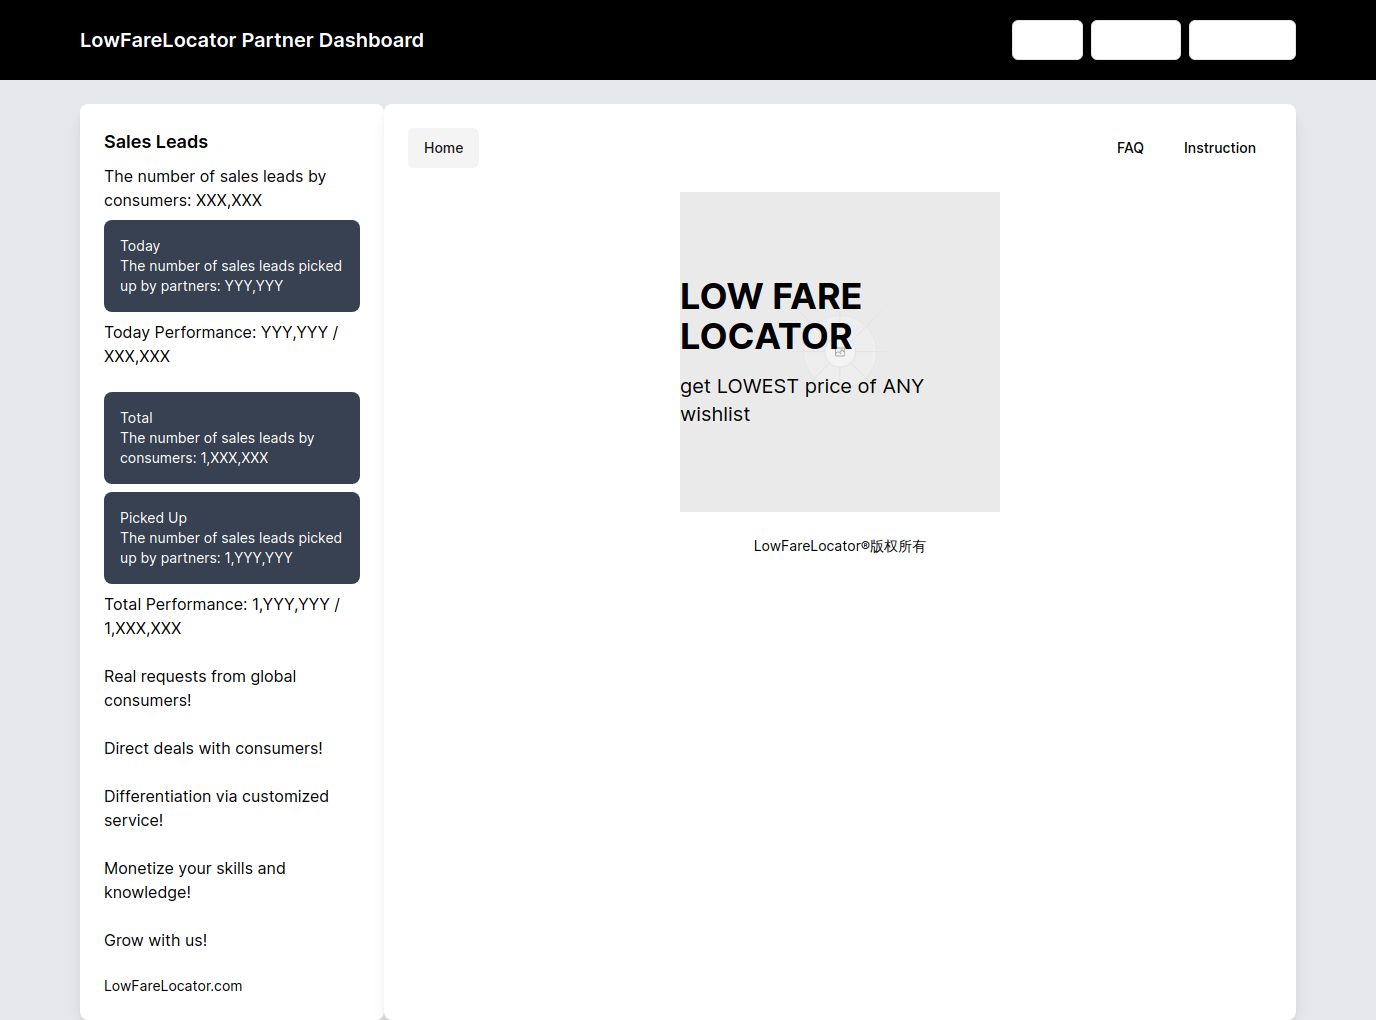 LowFareLocator Partner Dashboard
Sales Leads
The number of sales leads by
consumers: XXX,XXX
Today
The number of sales leads picked
up by partners: YYY,YYY
Today Performance: YYY,YYY /
XXX,XXX
Total
The number of sales leads by
consumers: 1,XXX,XXX
Picked Up
The number of sales leads picked
up by partners: 1,YYY,YYY
Total Performance: 1,YYY,YYY /
1,XXX,XXX
Real requests from global
consumers!
Direct deals with consumers!
Differentiation via customized
service!
Monetize your skills and
knowledge!
Grow with us!
LowFareLocator.com
Home
FAQ
Instruction
LOW FARE
LOCATOR
get LOWEST price of ANY
wishlist
LowFareLocator®版权所有